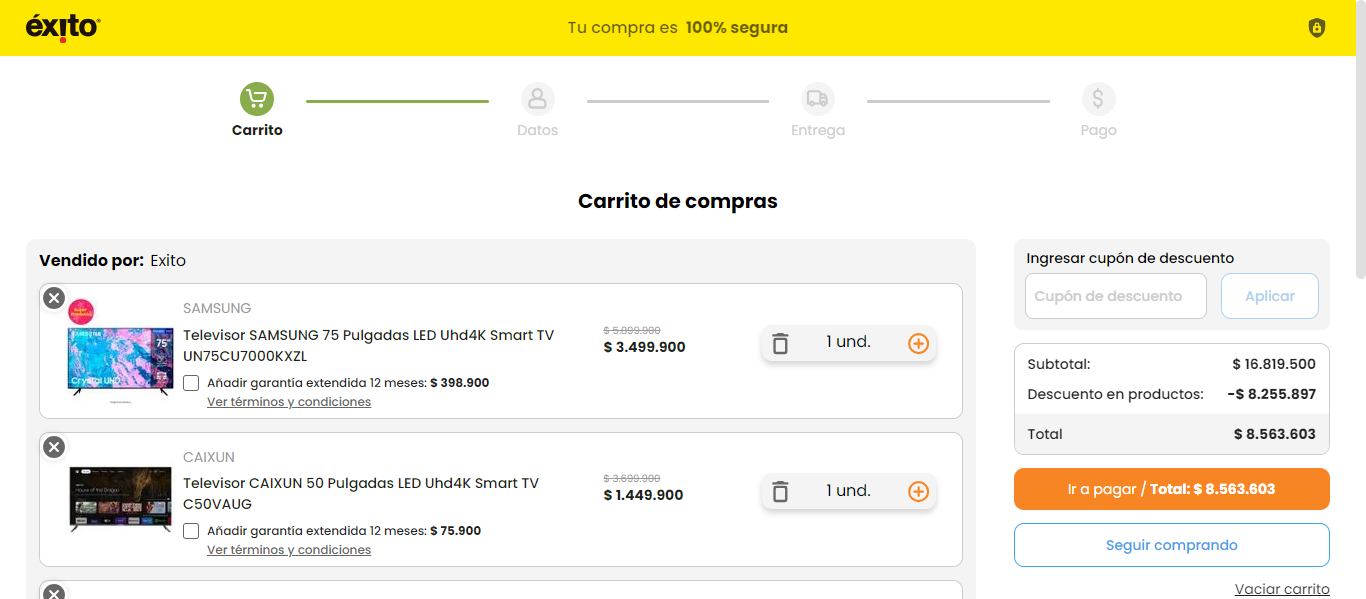 éxito
Tu compra es 100% segura
Carrito
Datos
Entrega
Pago
Carrito de compras
Vendido por: Exito
SAMSUNG
Televisor SAMSUNG 75 Pulgadas LED Uhd4K Smart TV
UN75CU7000KXZL
Añadir garantía extendida 12 meses: $ 398.900
Ver términos y condiciones
$ 5.899.900
$ 3.499.900
1 und.
75"
Crystal UHD
CAIXUN
Televisor CAIXUN 50 Pulgadas LED Uhd4K Smart TV
C50VAUG
Añadir garantía extendida 12 meses: $ 75.900
Ver términos y condiciones
$ 3.699.900
$ 1.449.900
1 und.
Ingresar cupón de descuento
Cupón de descuento
Aplicar
Subtotal: $ 16.819.500
Descuento en productos: -$ 8.255.897
Total $ 8.563.603
Ir a pagar / Total: $ 8.563.603
Seguir comprando
Vaciar carrito